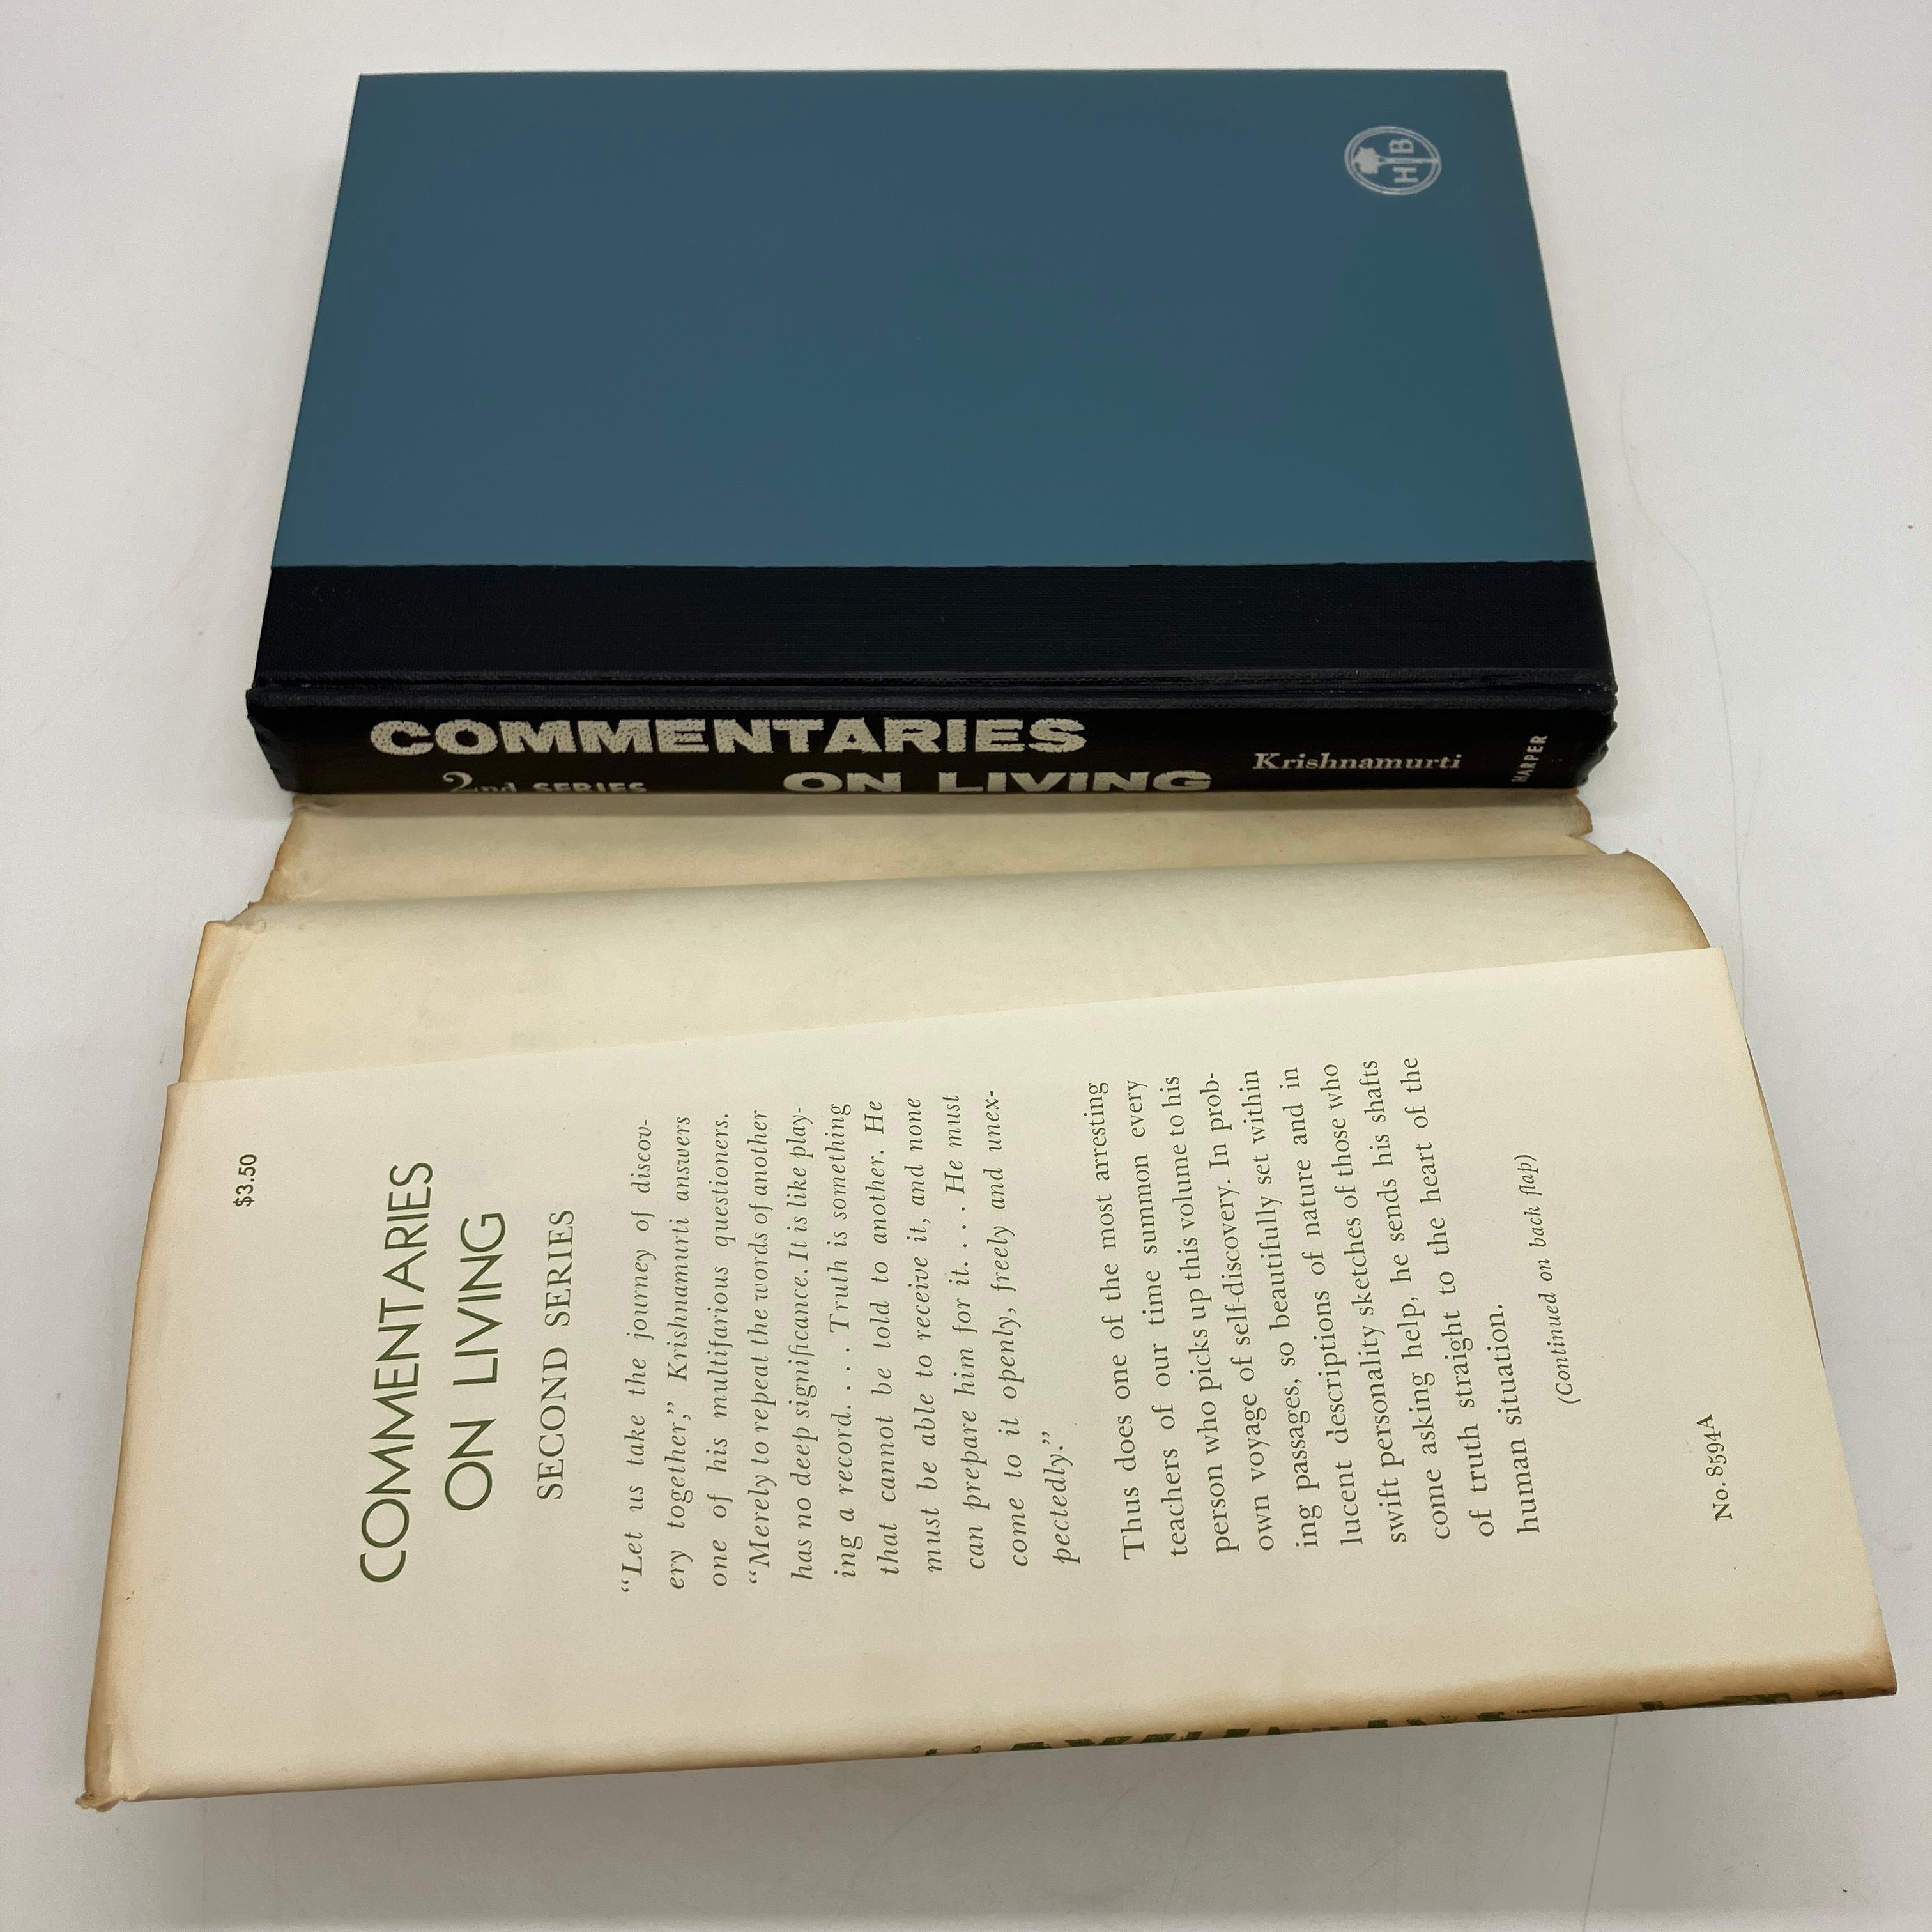 H B
COMMENTARIES
2nd SERIES ON LIVING
Krishnamurti
HARPER
$3.50
COMMENTARIES
ON LIVING
SECOND SERIES
“Let us take the journey of discov-
ery together,” Krishnamurti answers
one of his multifarious questioners.
“Merely to repeat the words of another
has no deep significance. It is like play-
ing a record. . . . Truth is something
that cannot be told to another. He
must be able to receive it, and none
can prepare him for it. . . . He must
come to it openly, freely and unex-
pectedly.”
Thus does one of the most arresting
teachers of our time summon every
person who picks up this volume to his
own voyage of self-discovery. In prob-
ing passages, so beautifully set within
lucent descriptions of nature and in
swift personality sketches of those who
come asking help, he sends his shafts
of truth straight to the heart of the
human situation.
(Continued on back flap)
No. 8594A